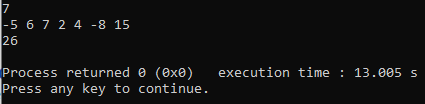 7
-5 6 7 2 4 -8 15
26
Process returned 0 (0x0)   execution time : 13.005 s
Press any key to continue.